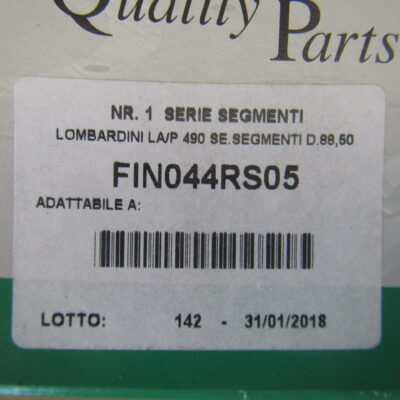 Quality
Parts
NR. 1 SERIE SEGMENTI
LOMBARDINI LA/P 490 SE.SEGMENTI D.88,50
FIN044RS05
ADATTABILE A:
LOTTO: 142 - 31/01/2018